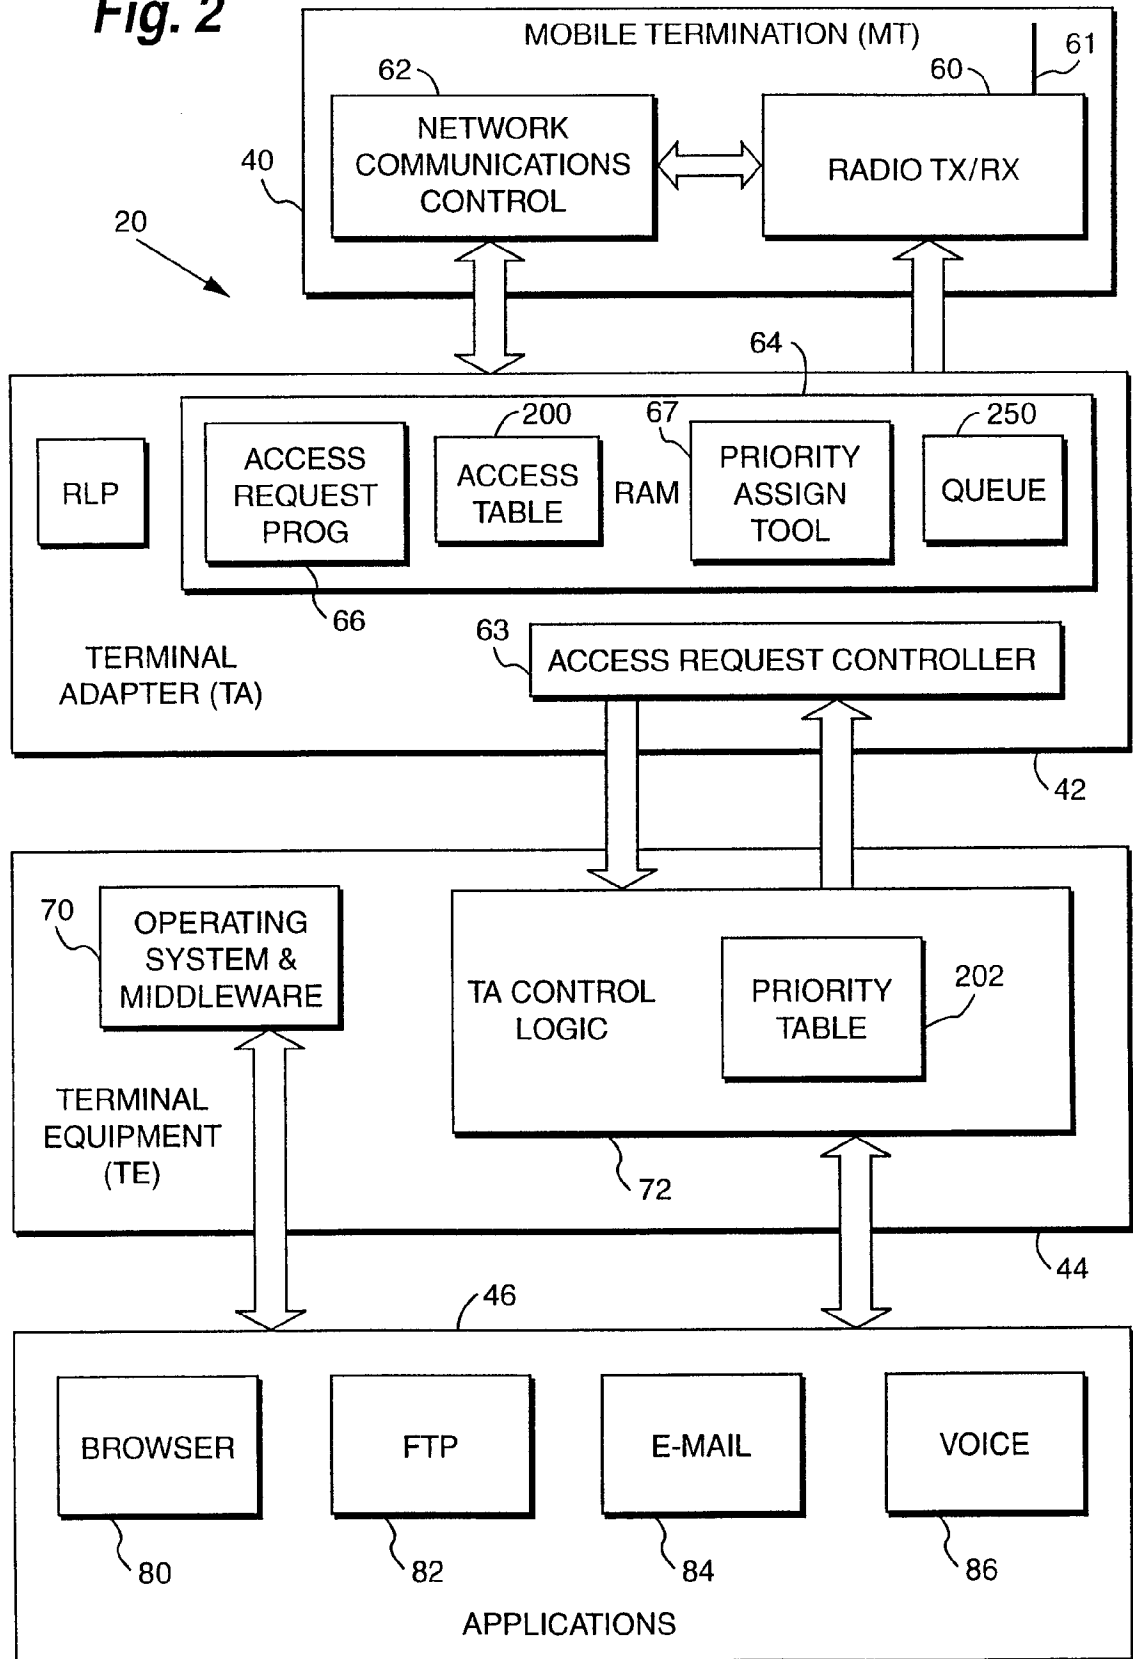 Fig. 2
MOBILE TERMINATION (MT)
61
62
60
NETWORK
COMMUNICATIONS
CONTROL
RADIO TX/RX
40
20
64
200
67
250
RLP
ACCESS
REQUEST
PROG
ACCESS
TABLE
RAM
PRIORITY
ASSIGN
TOOL
QUEUE
66
63
ACCESS REQUEST CONTROLLER
TERMINAL
ADAPTER (TA)
42
70
OPERATING
SYSTEM &
MIDDLEWARE
TA CONTROL
LOGIC
PRIORITY
TABLE
202
TERMINAL
EQUIPMENT
(TE)
72
44
46
BROWSER
FTP
E-MAIL
VOICE
80
82
84
86
APPLICATIONS